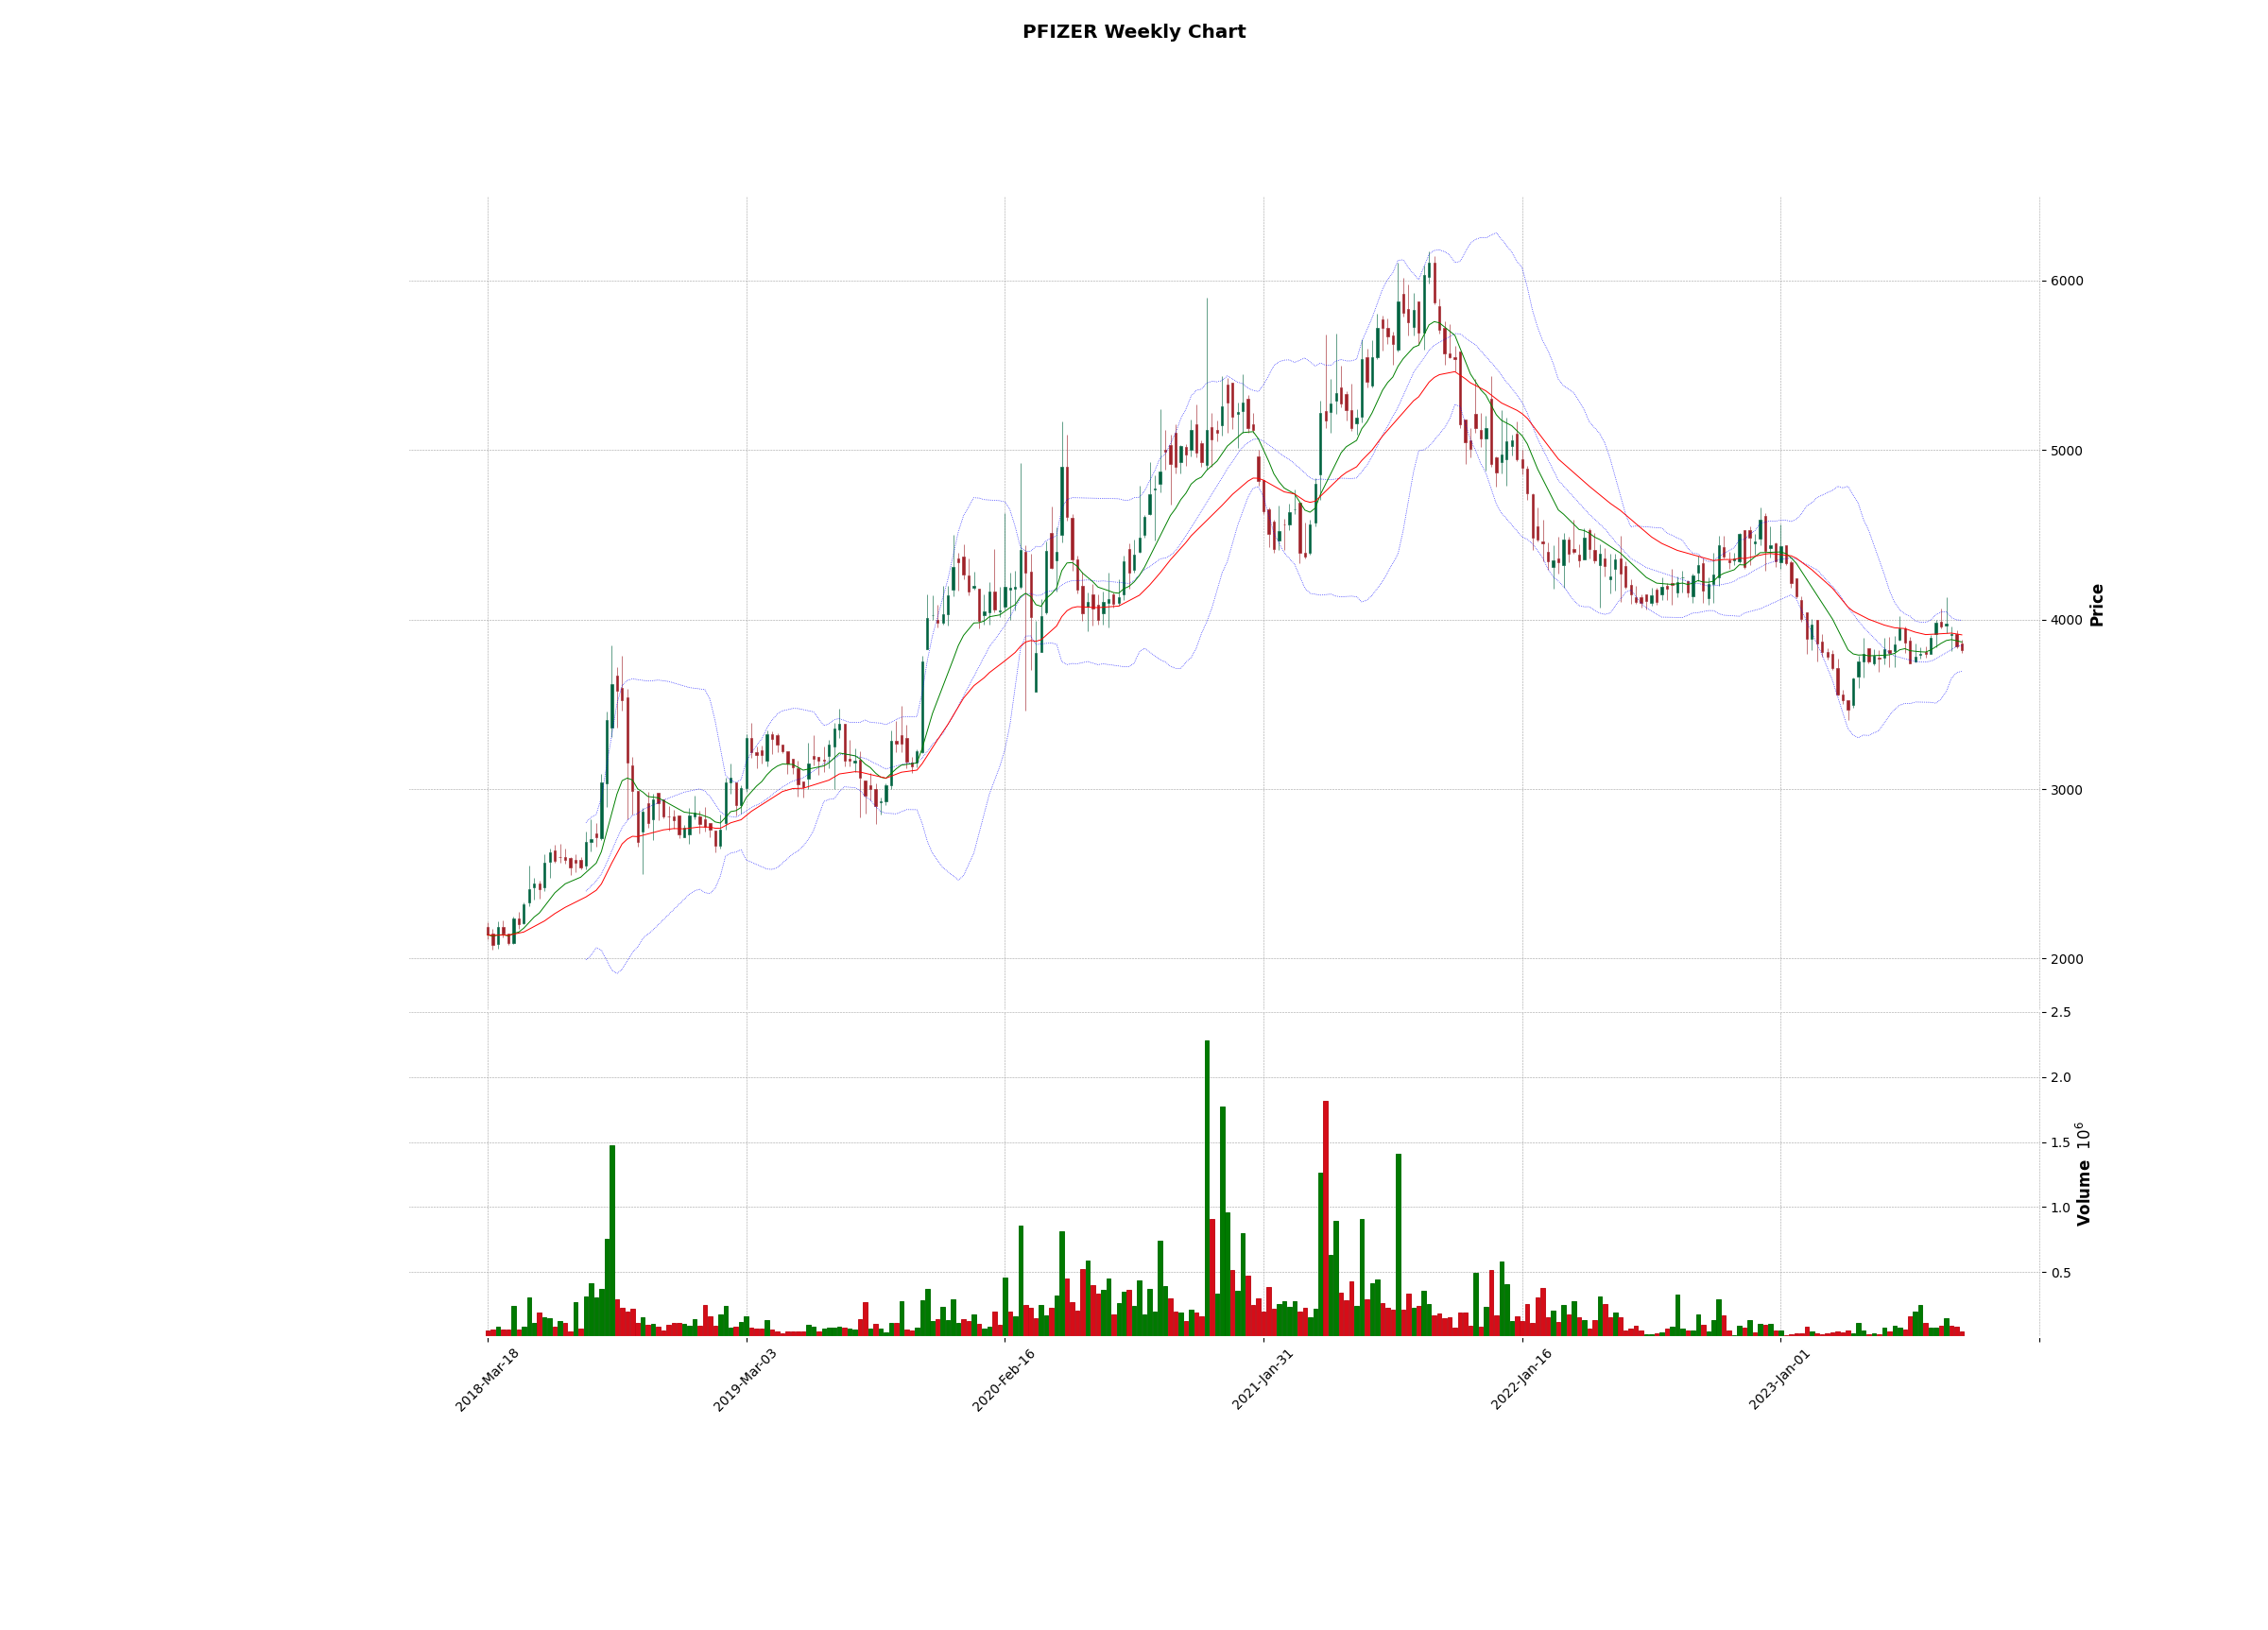 PFIZER Weekly Chart
6000
5000
4000
3000
2000
Price
2.5
2.0
1.5
1.0
0.5
Volume 10^6
2018-Mar-18
2019-Mar-03
2020-Feb-16
2021-Jan-31
2022-Jan-16
2023-Jan-01